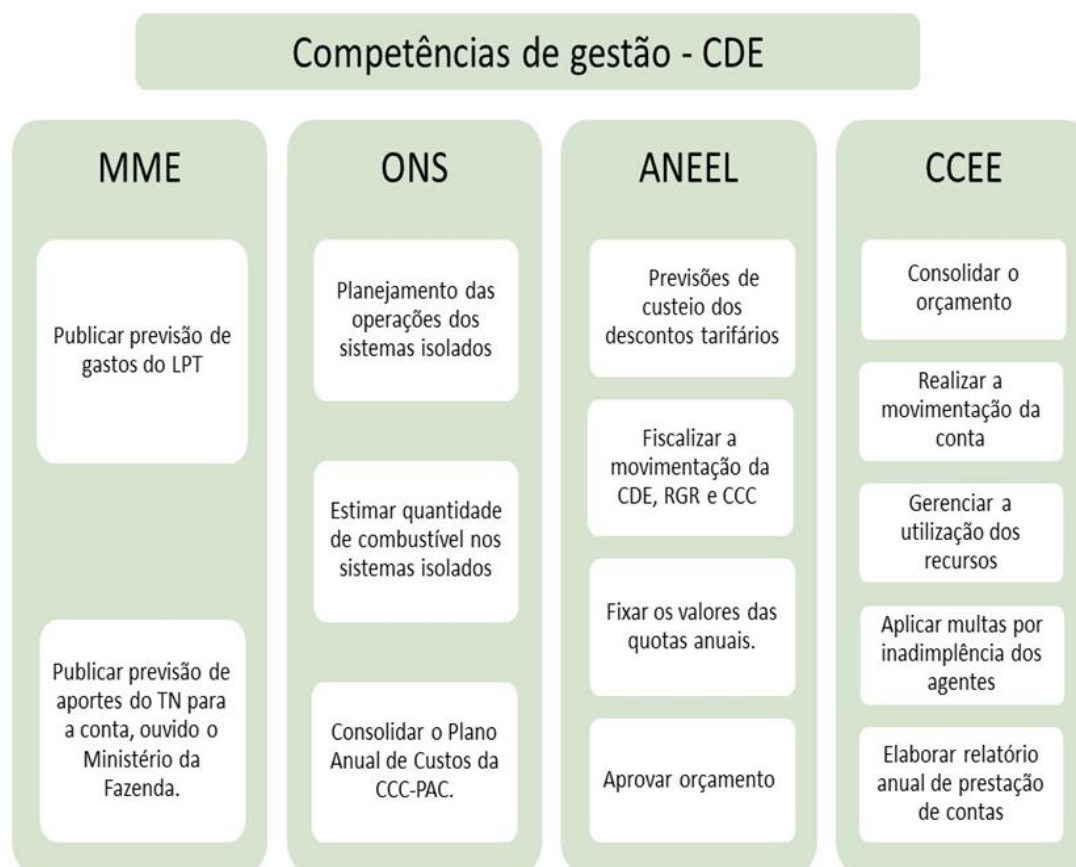 Competências de gestão - CDE
MME
Publicar previsão de
gastos do LPT
Publicar previsão de
aportes do TN para
a conta, ouvido o
Ministério da
Fazenda.
ONS
Planejamento das
operações dos
sistemas isolados
Estimar quantidade
de combustível nos
sistemas isolados
Consolidar o Plano
Anual de Custos da
CCC-PAC.
ANEEL
Previsões de
custeio dos
descontos tarifários
Fiscalizar a
movimentação da
CDE, RGR e CCC
Fixar os valores das
quotas anuais.
Aprovar orçamento
CCEE
Consolidar o
orçamento
Realizar a
movimentação da
conta
Gerenciar a
utilização dos
recursos
Aplicar multas por
inadimplência dos
agentes
Elaborar relatório
anual de prestação
de contas